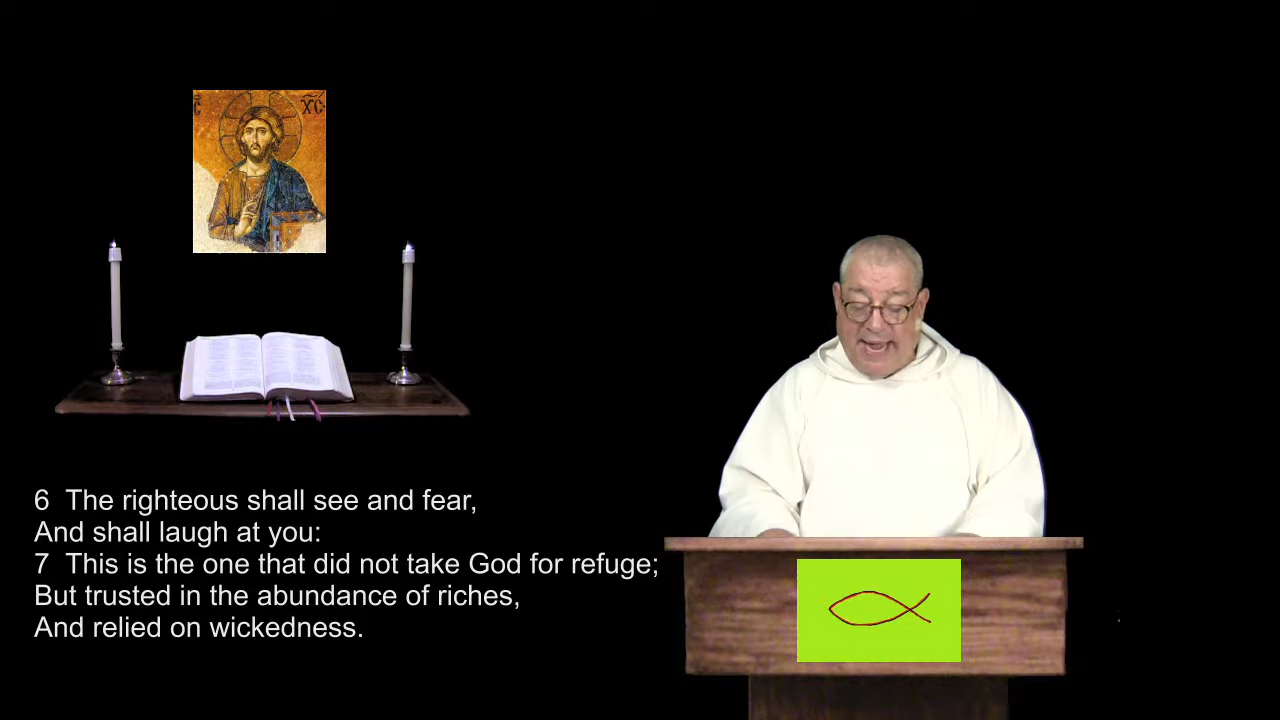 XC
6 The righteous shall see and fear,
And shall laugh at you:
7 This is the one that did not take God for refuge;
But trusted in the abundance of riches,
And relied on wickedness.